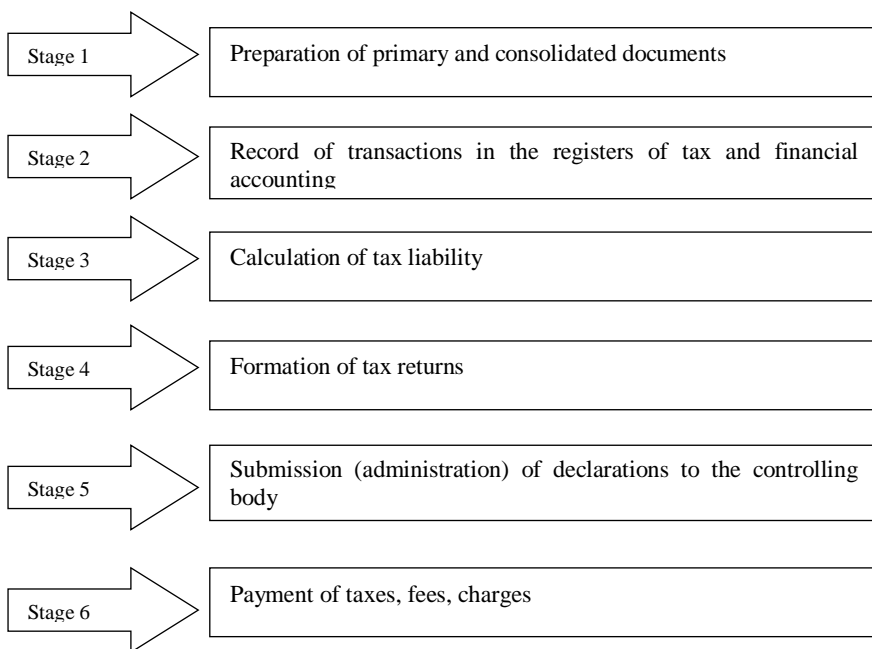 Stage 1
Preparation of primary and consolidated documents
Stage 2
Record of transactions in the registers of tax and financial
accounting
Stage 3
Calculation of tax liability
Stage 4
Formation of tax returns
Stage 5
Submission (administration) of declarations to the controlling
body
Stage 6
Payment of taxes, fees, charges